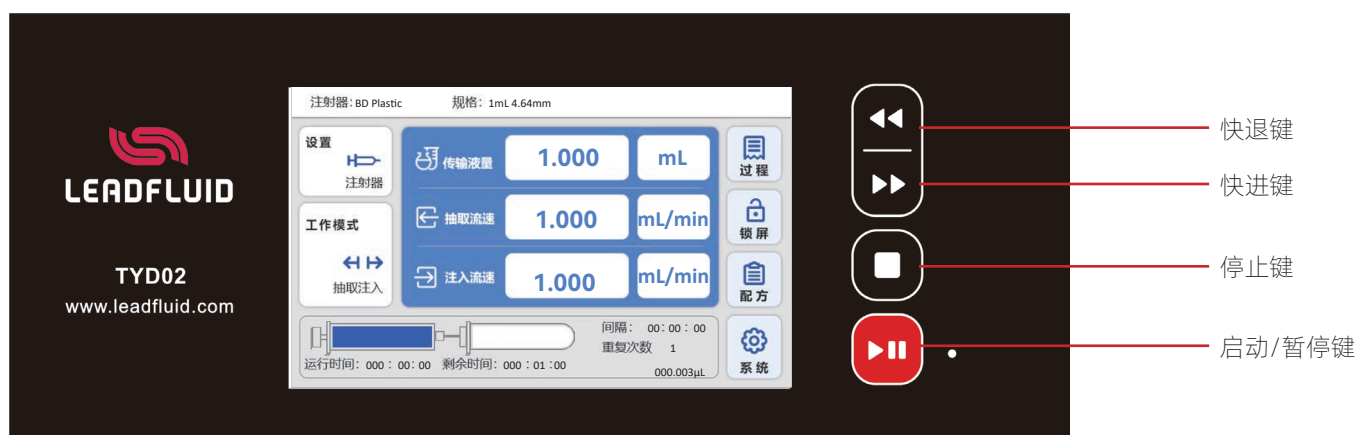 LEADFLUID
TYD02
www.leadfluid.com
注射器: BD Plastic 规格: 1mL 4.64mm
设置
注射器
工作模式
抽取注入
传输液量 1.000 mL
抽取流速 1.000 mL/min
注入流速 1.000 mL/min
间隔: 00:00:00
重复次数 1
运行时间: 000:00:00 剩余时间: 000:01:00
000.003μL
过程
锁屏
配方
系统
快退键
快进键
停止键
启动/暂停键